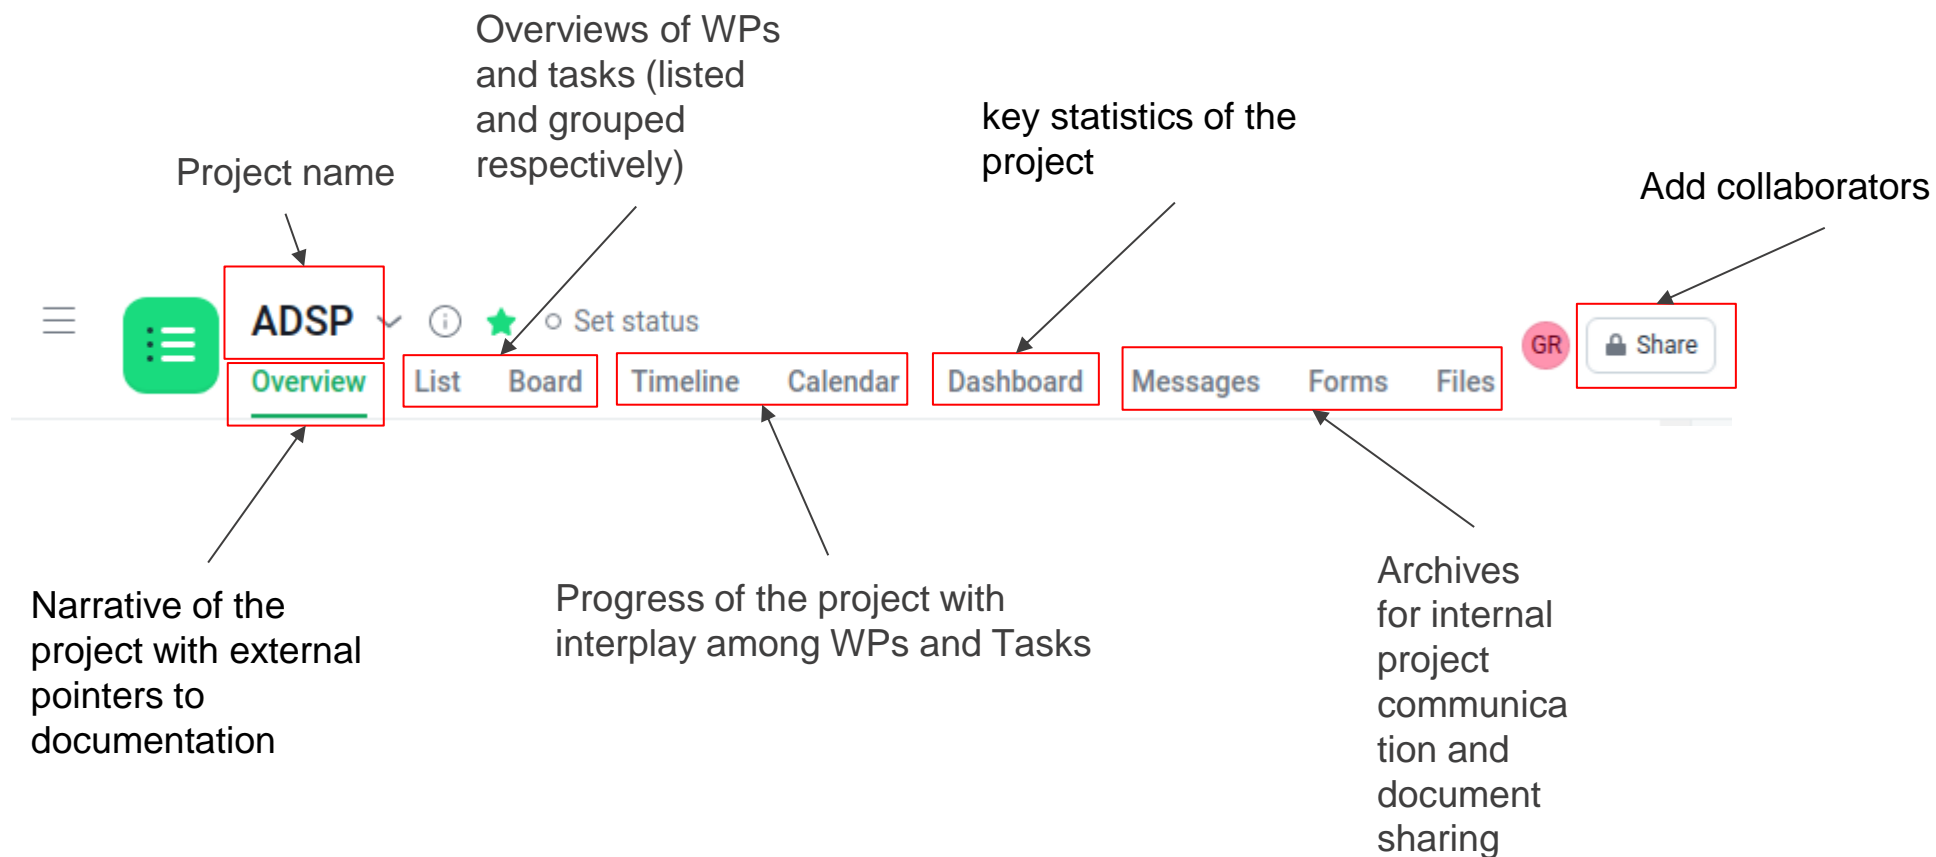 Overviews of WPs
and tasks (listed
and grouped
respectively)
key statistics of the
project
Project name
Add collaborators
ADSP
Set status
GR
Share
Overview
List
Board
Timeline
Calendar
Dashboard
Messages
Forms
Files
Narrative of the
project with external
pointers to
documentation
Progress of the project with
interplay among WPs and Tasks
Archives
for internal
project
communica
tion and
document
sharing